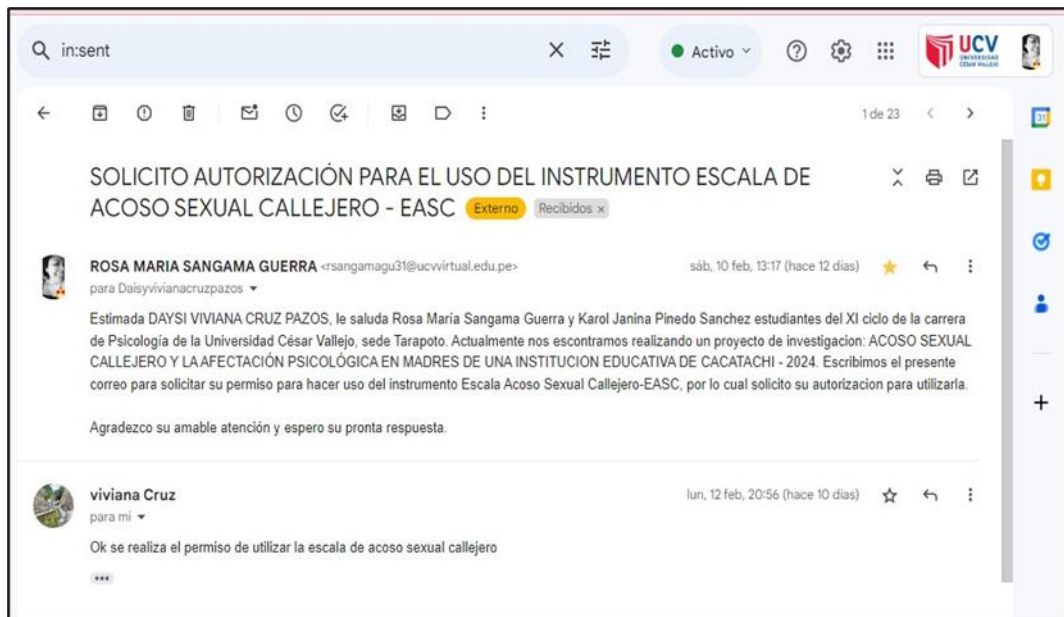 in:sent
Activo
UCV
UNIVERSIDAD
CÉSAR VALLEJO
1 de 23
31
SOLICITO AUTORIZACIÓN PARA EL USO DEL INSTRUMENTO ESCALA DE
ACOSO SEXUAL CALLEJERO - EASC Externo Recibidos x
ROSA MARIA SANGAMA GUERRA <rsangamagu31@ucvvirtual.edu.pe> sáb, 10 feb, 13:17 (hace 12 días)
para Daisyvivianacruzpazos
Estimada DAYSI VIVIANA CRUZ PAZOS, le saluda Rosa María Sangama Guerra y Karol Janina Pinedo Sanchez estudiantes del XI ciclo de la carrera
de Psicología de la Universidad César Vallejo, sede Tarapoto. Actualmente nos escontramos realizando un proyecto de investigacion: ACOSO SEXUAL
CALLEJERO Y LA AFECTACIÓN PSICOLÓGICA EN MADRES DE UNA INSTITUCION EDUCATIVA DE CACATACHI - 2024. Escribimos el presente
correo para solicitar su permiso para hacer uso del instrumento Escala Acoso Sexual Callejero-EASC, por lo cual solicito su autorizacion para utilizarla.
Agradezco su amable atención y espero su pronta respuesta.
viviana Cruz lun, 12 feb, 20:56 (hace 10 días)
para mí
Ok se realiza el permiso de utilizar la escala de acoso sexual callejero